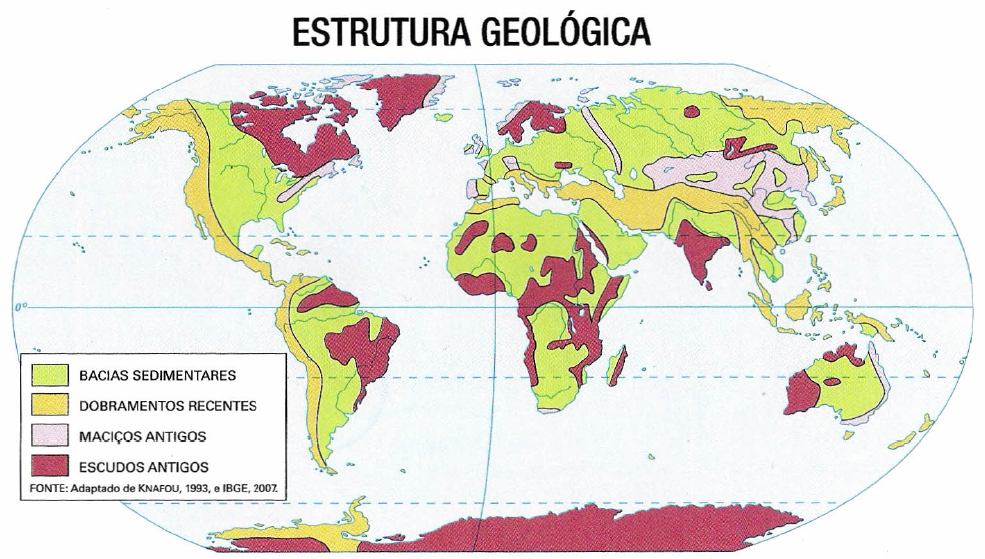 ESTRUTURA GEOLÓGICA
0°
BACIAS SEDIMENTARES
DOBRAMENTOS RECENTES
MACIÇOS ANTIGOS
ESCUDOS ANTIGOS
FONTE: Adaptado de KNAFOU, 1993, e IBGE, 2007.